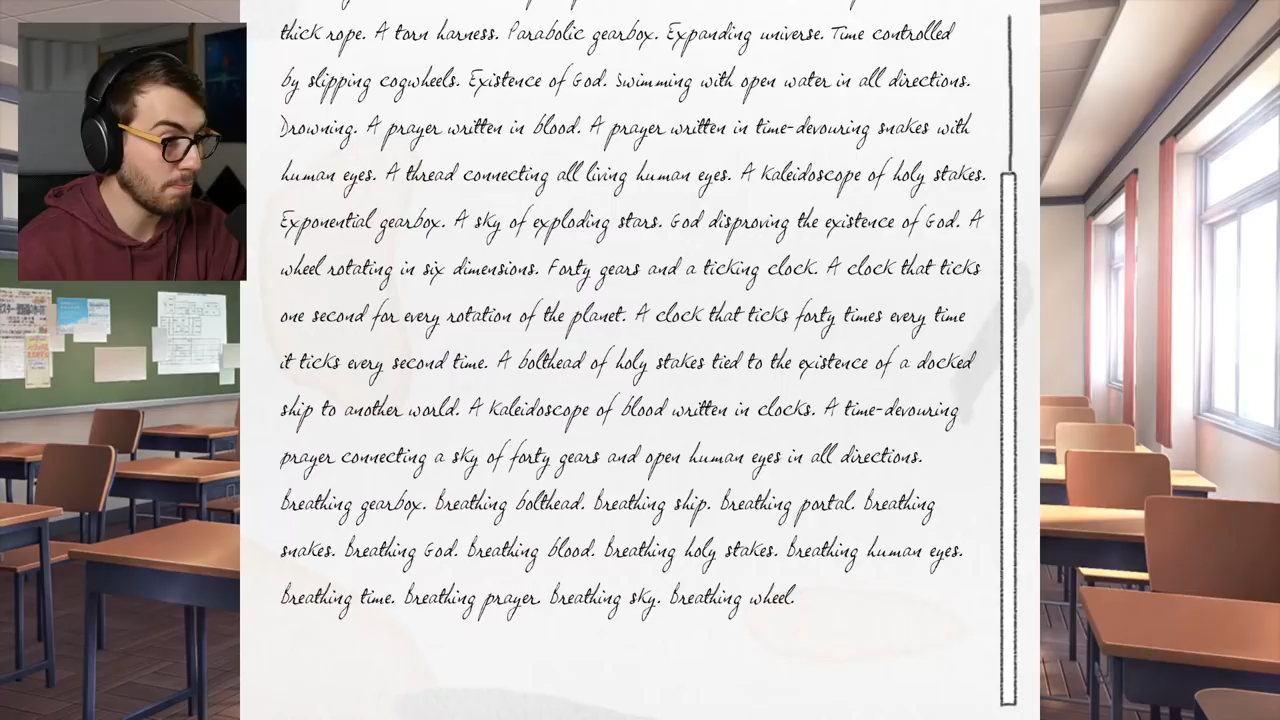 thick rope. A torn harness. Parabolic gearbox. Expanding universe. Time controlled
by slipping cogwheels. Existence of God. Swimming with open water in all directions.
Drowning. A prayer written in blood. A prayer written in time-devouring snakes with
human eyes. A thread connecting all living human eyes. A kaleidoscope of holy stakes.
Exponential gearbox. A sky of exploding stars. God disproving the existence of God. A
wheel rotating in six dimensions. Forty gears and a ticking clock. A clock that ticks
one second for every rotation of the planet. A clock that ticks forty times every time
it ticks every second time. A bolthead of holy stakes tied to the existence of a docked
ship to another world. A kaleidoscope of blood written in clocks. A time-devouring
prayer connecting a sky of forty gears and open human eyes in all directions.
Breathing gearbox. Breathing bolthead. Breathing ship. Breathing portal. Breathing
snakes. Breathing God. Breathing blood. Breathing holy stakes. Breathing human eyes.
Breathing time. Breathing prayer. Breathing sky. Breathing wheel.